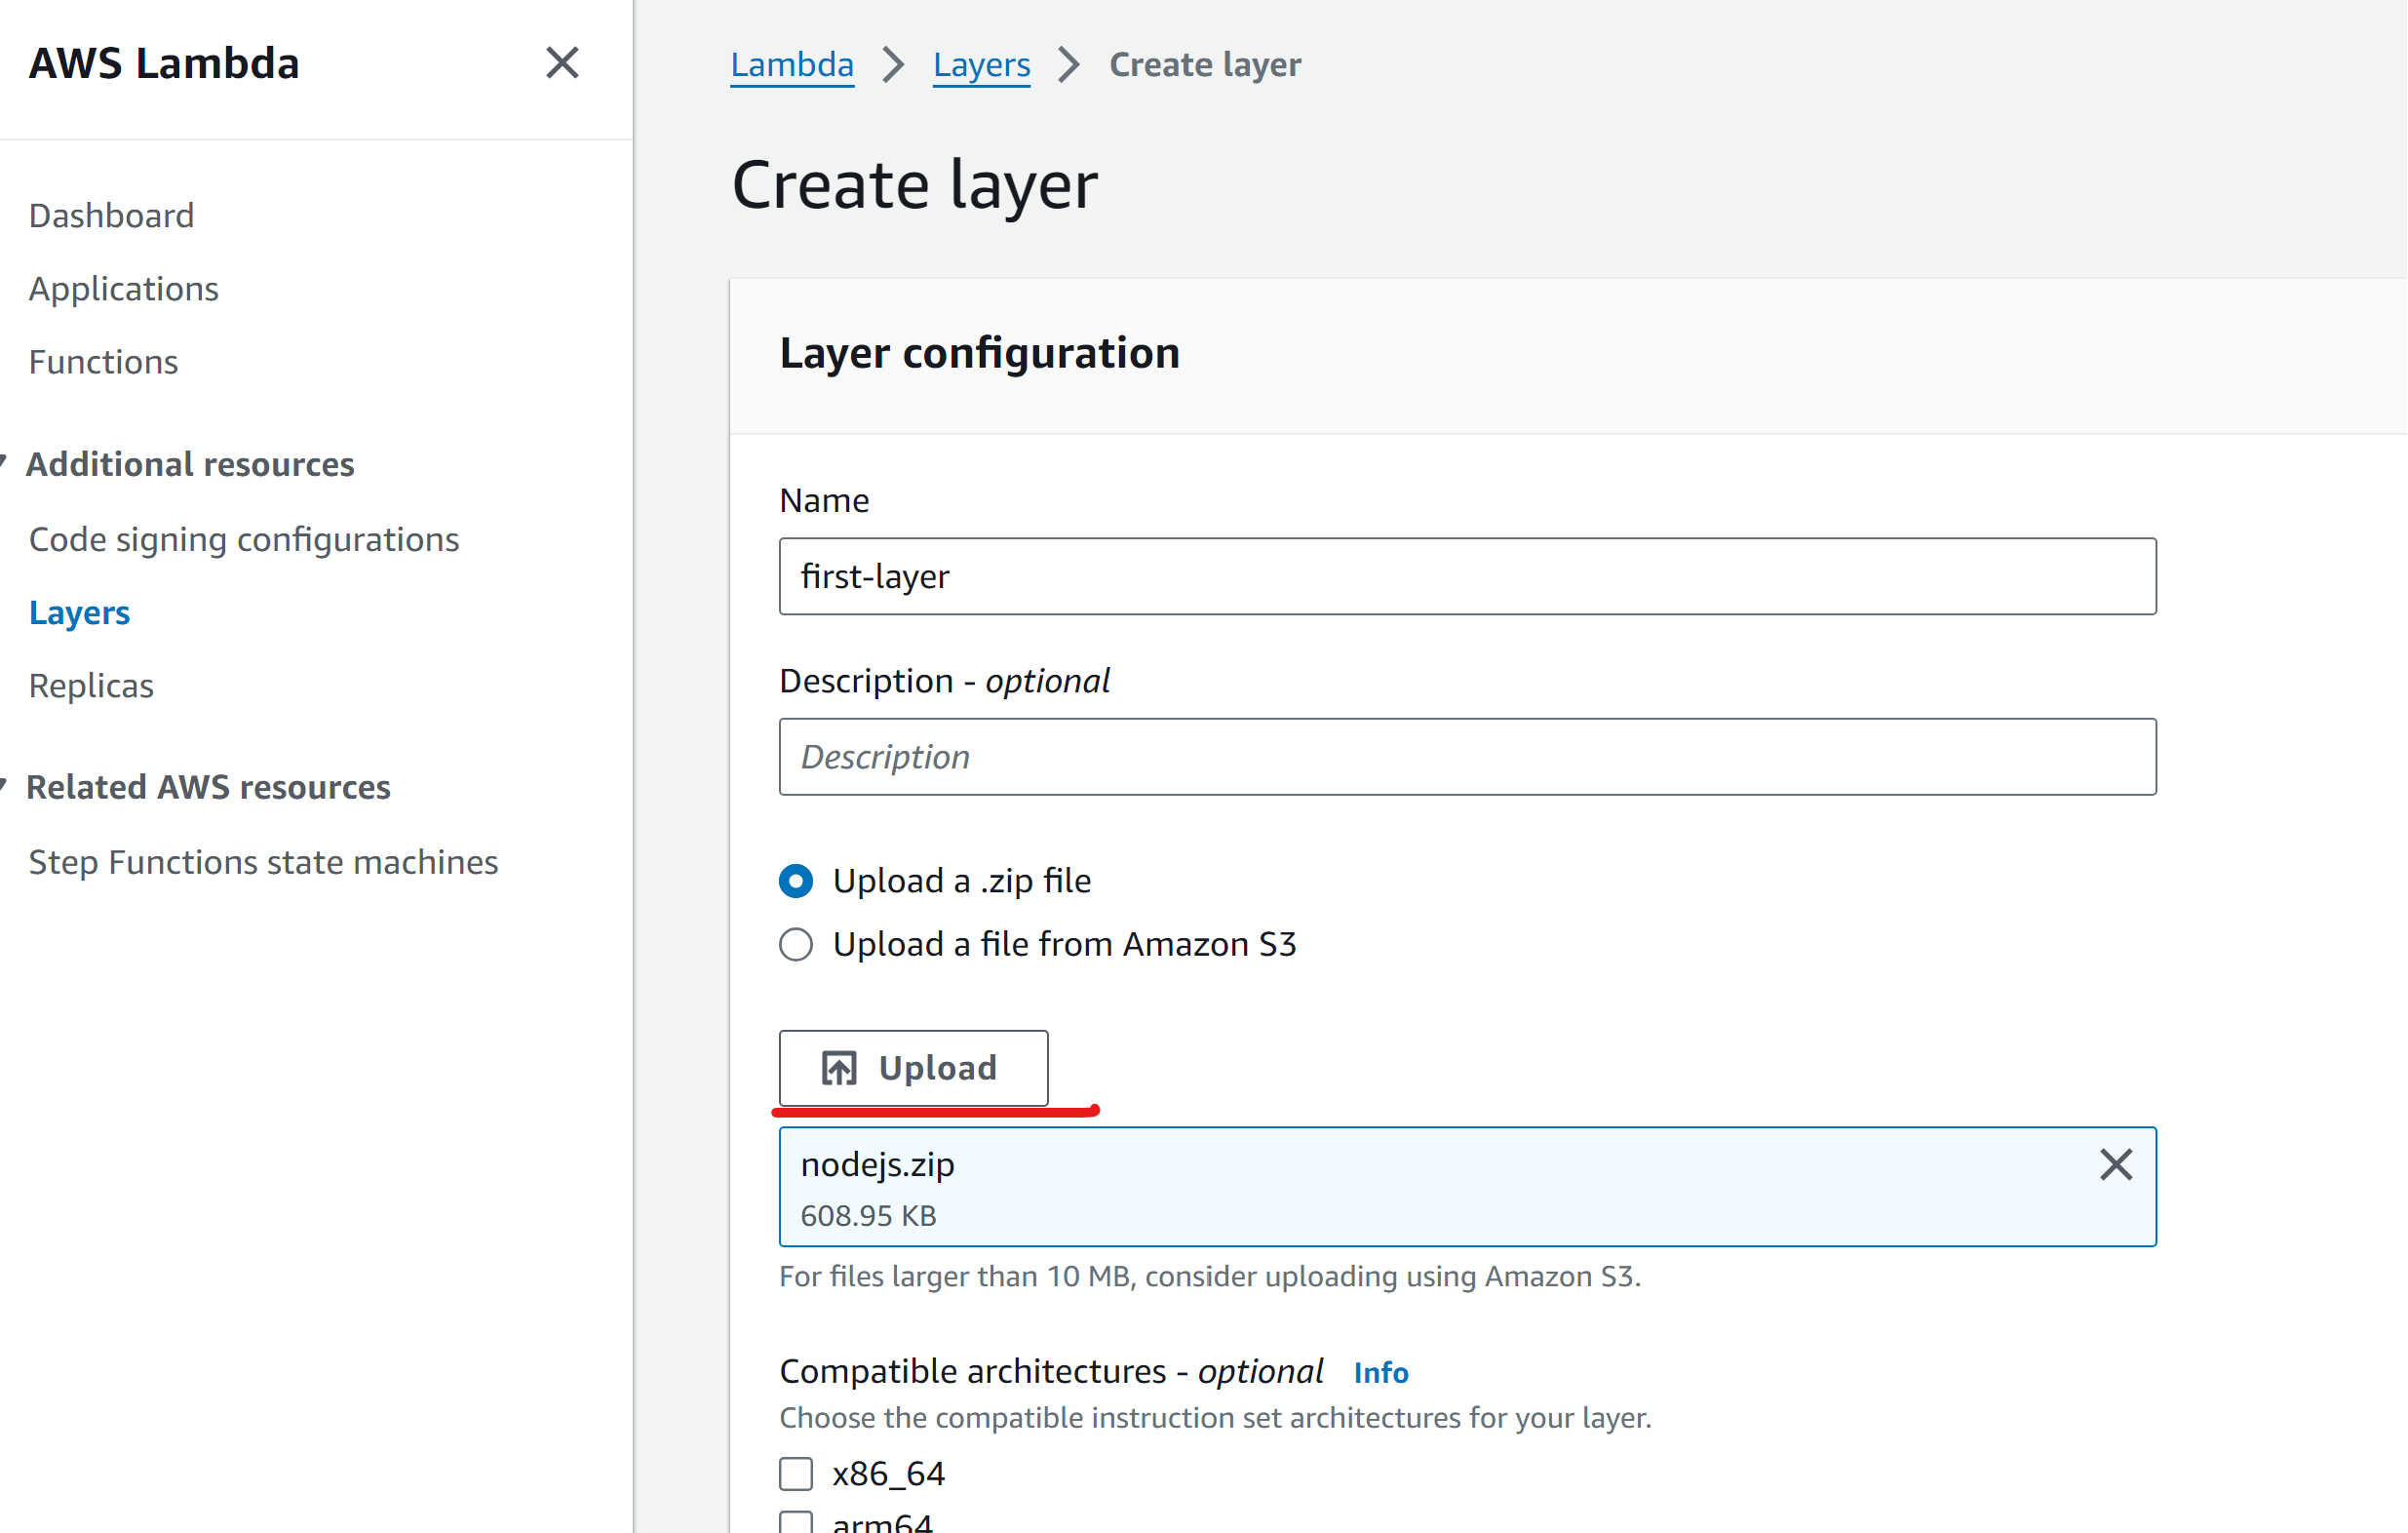 AWS Lambda
Dashboard
Applications
Functions
Additional resources
Code signing configurations
Layers
Replicas
Related AWS resources
Step Functions state machines
Lambda > Layers > Create layer
Create layer
Layer configuration
Name
first-layer
Description - optional
Description
Upload a .zip file
Upload a file from Amazon S3
Upload
nodejs.zip
608.95 KB
For files larger than 10 MB, consider uploading using Amazon S3.
Compatible architectures - optional Info
Choose the compatible instruction set architectures for your layer.
x86_64
arm64